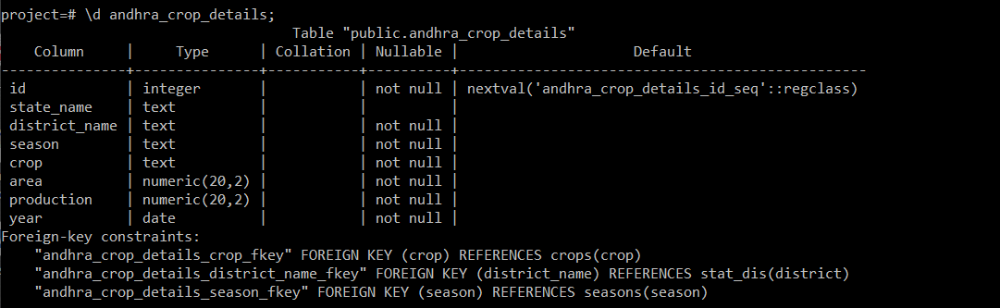 project=# \d andhra_crop_details;
                                   Table "public.andhra_crop_details"
    Column     |     Type      | Collation | Nullable |                     Default
---------------+---------------+-----------+----------+-------------------------------------------------
 id            | integer       |           | not null | nextval('andhra_crop_details_id_seq'::regclass)
 state_name    | text          |           |          |
 district_name | text          |           | not null |
 season        | text          |           | not null |
 crop          | text          |           | not null |
 area          | numeric(20,2) |           | not null |
 production    | numeric(20,2) |           | not null |
 year          | date          |           | not null |
Foreign-key constraints:
    "andhra_crop_details_crop_fkey" FOREIGN KEY (crop) REFERENCES crops(crop)
    "andhra_crop_details_district_name_fkey" FOREIGN KEY (district_name) REFERENCES stat_dis(district)
    "andhra_crop_details_season_fkey" FOREIGN KEY (season) REFERENCES seasons(season)